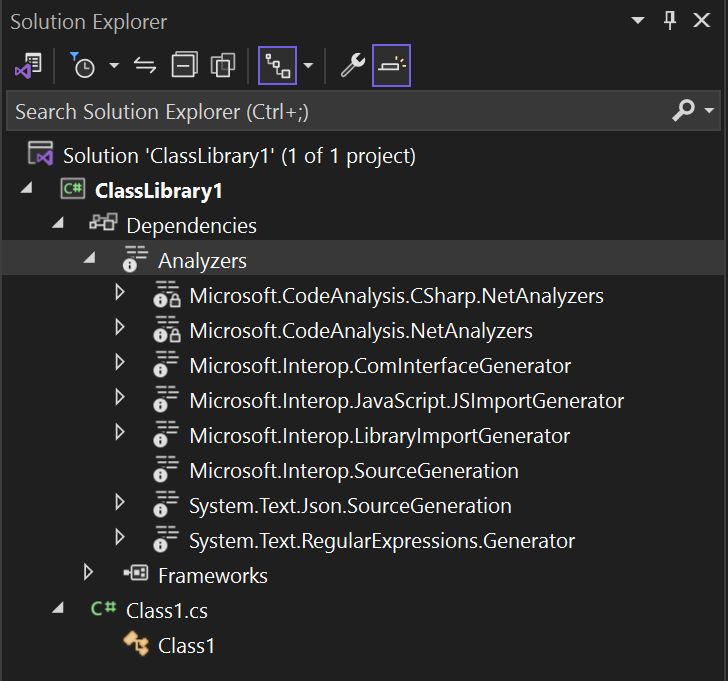 Solution Explorer
Search Solution Explorer (Ctrl+;)
Solution 'ClassLibrary1' (1 of 1 project)
C# ClassLibrary1
Dependencies
Analyzers
Microsoft.CodeAnalysis.CSharp.NetAnalyzers
Microsoft.CodeAnalysis.NetAnalyzers
Microsoft.Interop.ComInterfaceGenerator
Microsoft.Interop.JavaScript.JSImportGenerator
Microsoft.Interop.LibraryImportGenerator
Microsoft.Interop.SourceGeneration
System.Text.Json.SourceGeneration
System.Text.RegularExpressions.Generator
Frameworks
C# Class1.cs
Class1